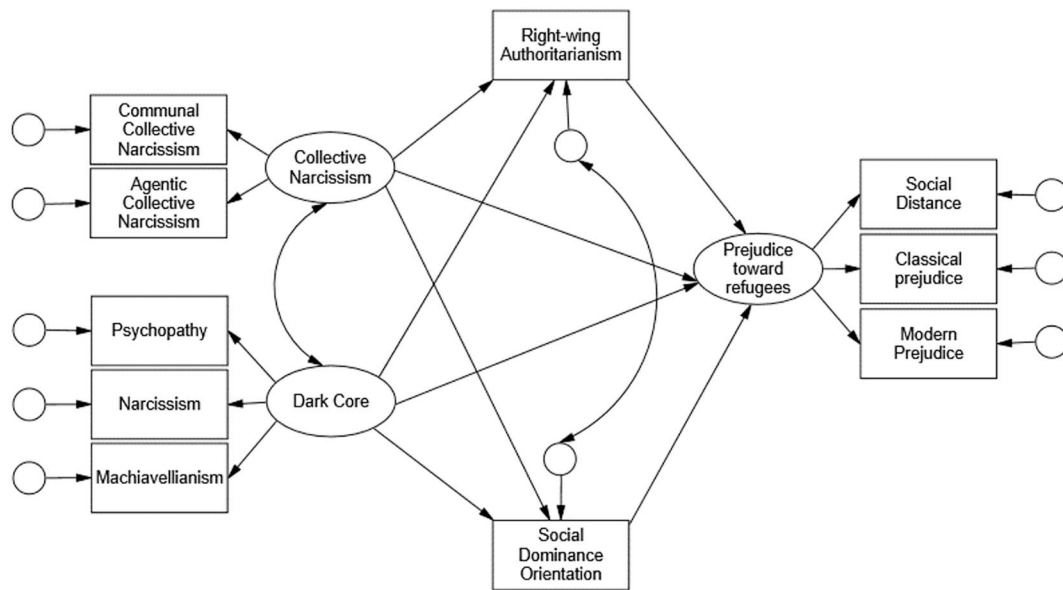 Right-wing
Authoritarianism
Communal
Collective
Narcissism
Agentic
Collective
Narcissism
Collective
Narcissism
Social
Distance
Prejudice
toward
refugees
Classical
prejudice
Modern
Prejudice
Psychopathy
Narcissism
Machiavellianism
Dark Core
Social
Dominance
Orientation